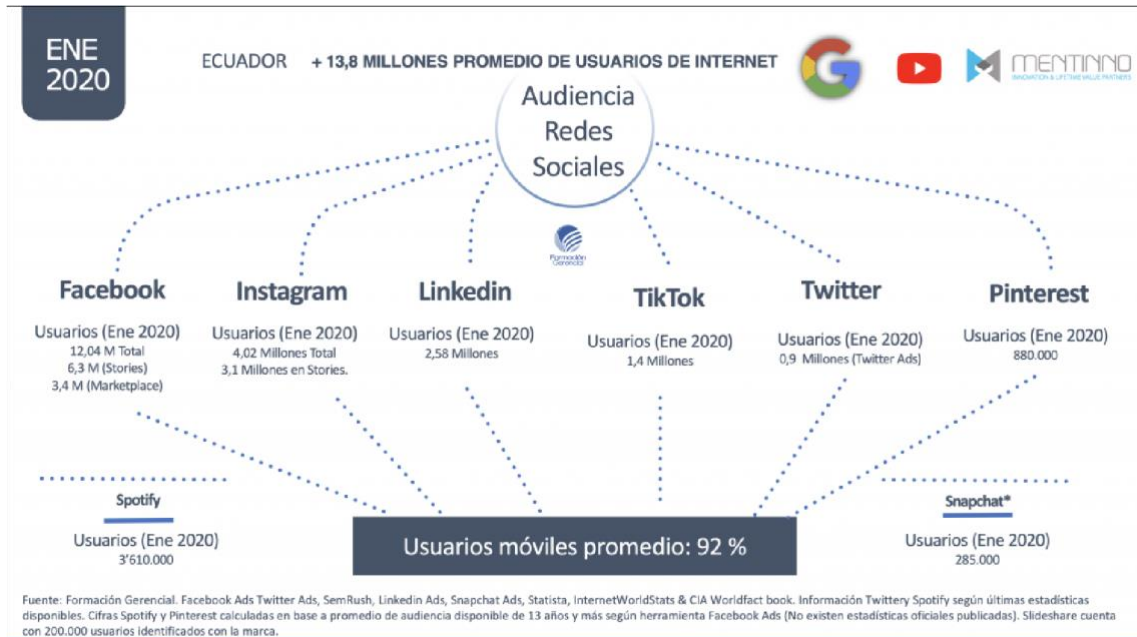 ENE
2020
ECUADOR + 13,8 MILLONES PROMEDIO DE USUARIOS DE INTERNET
MENTINNO
INNOVATION & LIFETIME VALUE PARTNERS
Audiencia
Redes
Sociales
Formación
Gerencial
Facebook
Usuarios (Ene 2020)
12,04 M Total
6,3 M (Stories)
3,4 M (Marketplace)
Instagram
Usuarios (Ene 2020)
4,02 Millones Total
3,1 Millones en Stories.
Linkedin
Usuarios (Ene 2020)
2,58 Millones
TikTok
Usuarios (Ene 2020)
1,4 Millones
Twitter
Usuarios (Ene 2020)
0,9 Millones (Twitter Ads)
Pinterest
Usuarios (Ene 2020)
880.000
Spotify
Usuarios (Ene 2020)
3'610.000
Usuarios móviles promedio: 92 %
Snapchat*
Usuarios (Ene 2020)
285.000
Fuente: Formación Gerencial. Facebook Ads Twitter Ads, SemRush, Linkedin Ads, Snapchat Ads, Statista, InternetWorldStats & CIA Worldfact book. Información Twittery Spotify según últimas estadísticas
disponibles. Cifras Spotify y Pinterest calculadas en base a promedio de audiencia disponible de 13 años y más según herramienta Facebook Ads (No existen estadísticas oficiales publicadas). Slideshare cuenta
con 200.000 usuarios identificados con la marca.